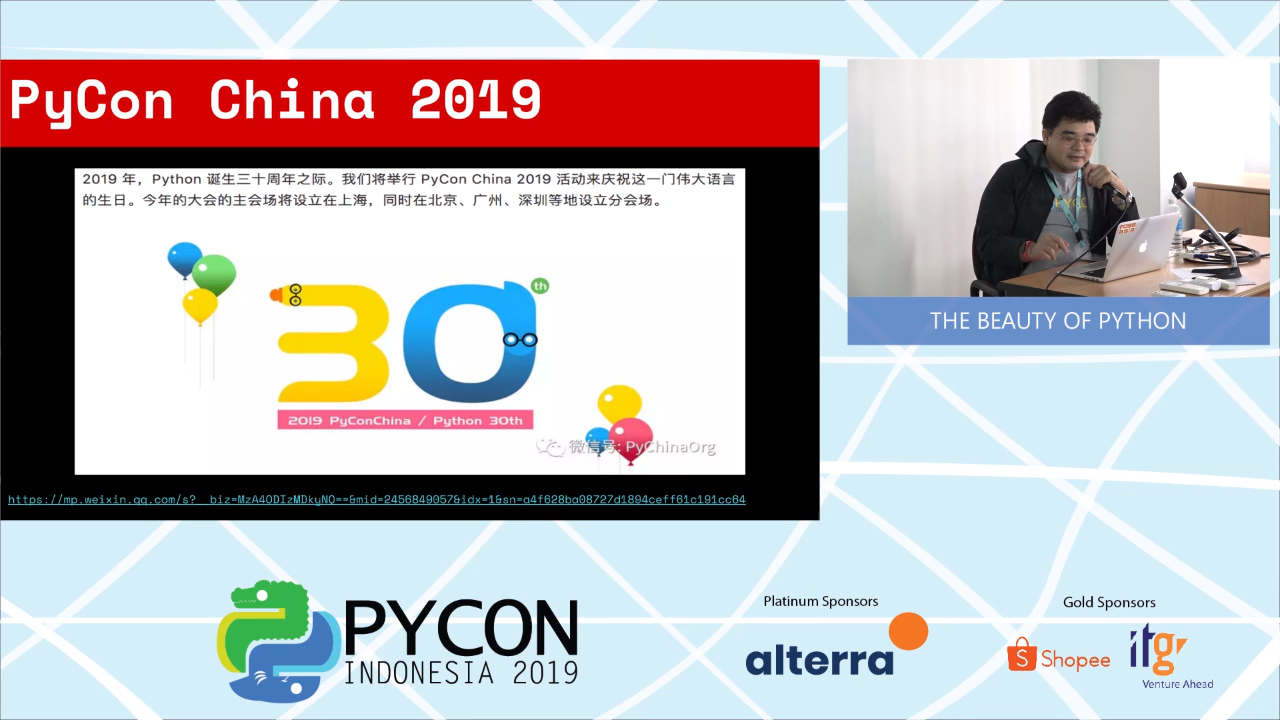 PyCon China 2019
2019 年，Python 诞生三十周年之际。我们将举行 PyCon China 2019 活动来庆祝这一门伟大语言
的生日。今年的大会的主会场将设立在上海，同时在北京、广州、深圳等地设立分会场。
30th
2019 PyConChina / Python 30th
微信号: PyChinaOrg
https://mp.weixin.qq.com/s?__biz=MzA4ODIzMDkyNQ==&mid=2456849057&idx=1&sn=a4f628ba08727d1894ceff61c191cc64
THE BEAUTY OF PYTHON
PYCON
INDONESIA 2019
Platinum Sponsors
alterra
Gold Sponsors
Shopee
itgr
Venture Ahead